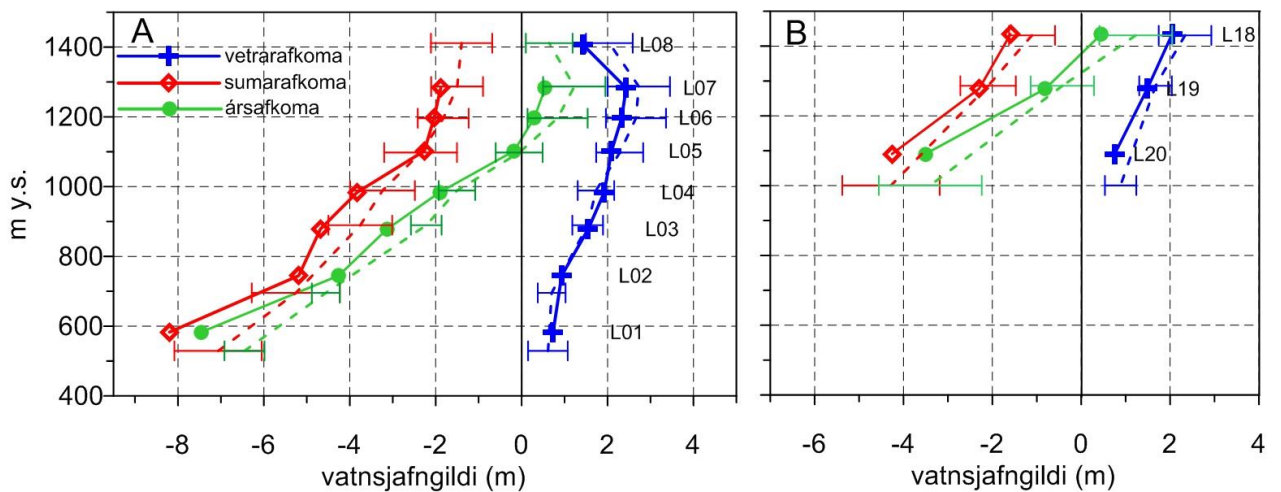 A
B
vetrarafkoma
sumarafkoma
ársafkoma
1400
1200
1000
800
600
400
m y.s.
L08
L07
L06
L05
L04
L03
L02
L01
L18
L19
L20
-8 -6 -4 -2 0 2 4
-6 -4 -2 0 2 4
vatnsjafngildi (m)
vatnsjafngildi (m)